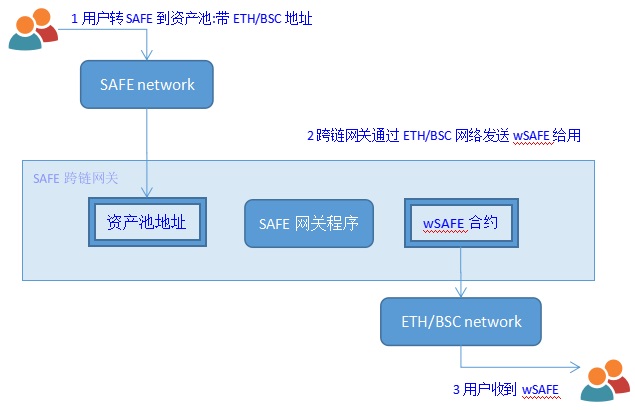 1 用户转 SAFE 到资产池:带 ETH/BSC 地址
SAFE network
2 跨链网关通过 ETH/BSC 网络发送 wSAFE 给用
SAFE 跨链网关
资产池地址
SAFE 网关程序
wSAFE 合约
ETH/BSC network
3 用户收到 wSAFE